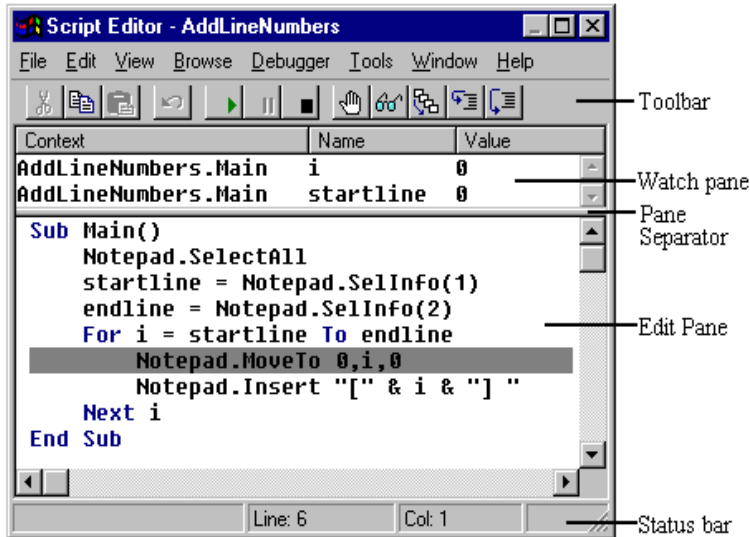 Script Editor - AddLineNumbers
File Edit View Browse Debugger Tools Window Help
Toolbar
Context Name Value
AddLineNumbers.Main i 0
AddLineNumbers.Main startline 0
Watch pane
Pane
Separator
Sub Main()
Notepad.SelectAll
startline = Notepad.SelInfo(1)
endline = Notepad.SelInfo(2)
For i = startline To endline
Edit Pane
Notepad.MoveTo 0,i,0
Notepad.Insert "[" & i & "] "
Next i
End Sub
Line: 6 Col: 1
Status bar